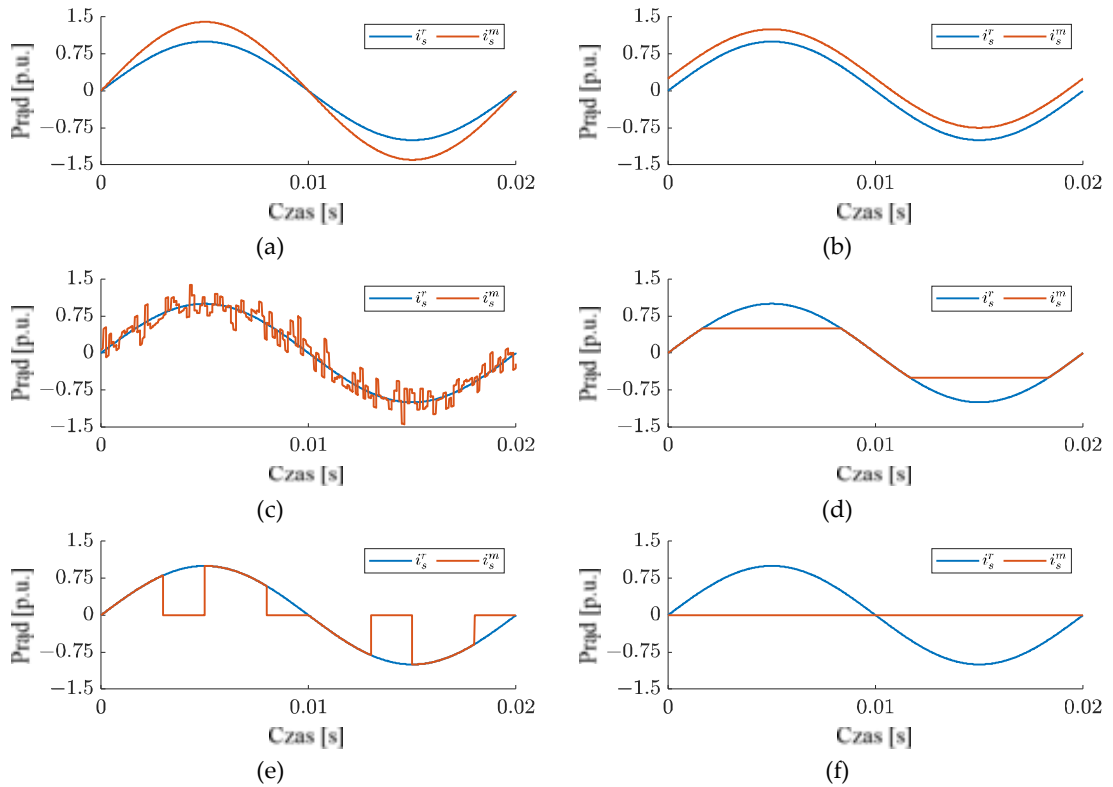 1.5
0.75
0
−0.75
−1.5
Prąd [p.u.]
i_s^r i_s^m
0 0.01 0.02
Czas [s]
(a)
1.5
0.75
0
−0.75
−1.5
Prąd [p.u.]
i_s^r i_s^m
0 0.01 0.02
Czas [s]
(b)
1.5
0.75
0
−0.75
−1.5
Prąd [p.u.]
i_s^r i_s^m
0 0.01 0.02
Czas [s]
(c)
1.5
0.75
0
−0.75
−1.5
Prąd [p.u.]
i_s^r i_s^m
0 0.01 0.02
Czas [s]
(d)
1.5
0.75
0
−0.75
−1.5
Prąd [p.u.]
i_s^r i_s^m
0 0.01 0.02
Czas [s]
(e)
1.5
0.75
0
−0.75
−1.5
Prąd [p.u.]
i_s^r i_s^m
0 0.01 0.02
Czas [s]
(f)